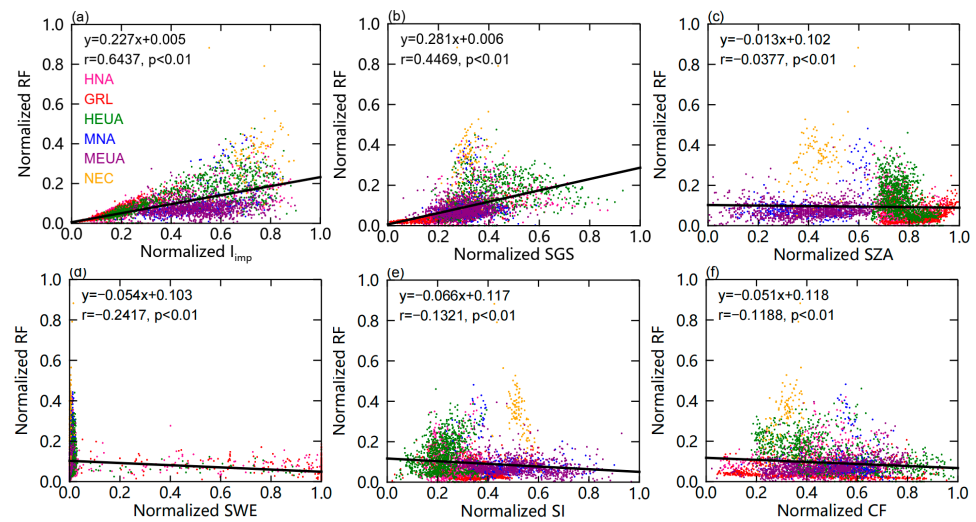 (a)
y=0.227x+0.005
r=0.6437, p<0.01
HNA
GRL
HEUA
MNA
MEUA
NEC
Normalized RF
1.0
0.8
0.6
0.4
0.2
0.0
0.0 0.2 0.4 0.6 0.8 1.0
Normalized Iimp
(b)
y=0.281x+0.006
r=0.4469, p<0.01
Normalized RF
1.0
0.8
0.6
0.4
0.2
0.0
0.0 0.2 0.4 0.6 0.8 1.0
Normalized SGS
(c)
y=−0.013x+0.102
r=−0.0377, p<0.01
Normalized RF
1.0
0.8
0.6
0.4
0.2
0.0
0.0 0.2 0.4 0.6 0.8 1.0
Normalized SZA
(d)
y=−0.054x+0.103
r=−0.2417, p<0.01
Normalized RF
1.0
0.8
0.6
0.4
0.2
0.0
0.0 0.2 0.4 0.6 0.8 1.0
Normalized SWE
(e)
y=−0.066x+0.117
r=−0.1321, p<0.01
Normalized RF
1.0
0.8
0.6
0.4
0.2
0.0
0.0 0.2 0.4 0.6 0.8 1.0
Normalized SI
(f)
y=−0.051x+0.118
r=−0.1188, p<0.01
Normalized RF
1.0
0.8
0.6
0.4
0.2
0.0
0.0 0.2 0.4 0.6 0.8 1.0
Normalized CF